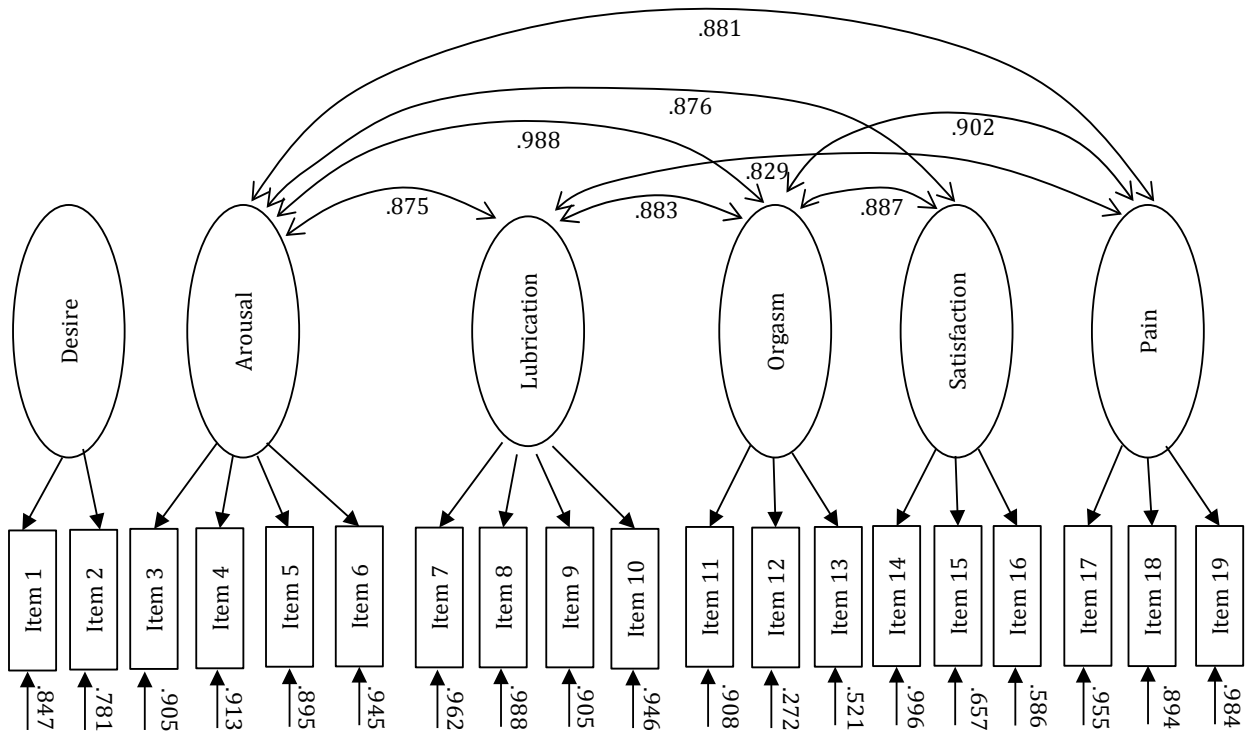 .881
.876
.902
.988
.829
.875
.883
.887
Desire
Arousal
Lubrication
Orgasm
Satisfaction
Pain
Item 1
Item 2
Item 3
Item 4
Item 5
Item 6
Item 7
Item 8
Item 9
Item 10
Item 11
Item 12
Item 13
Item 14
Item 15
Item 16
Item 17
Item 18
Item 19
.847
.781
.905
.913
.895
.945
.962
.988
.905
.946
.908
.272
.521
.996
.657
.586
.955
.894
.984